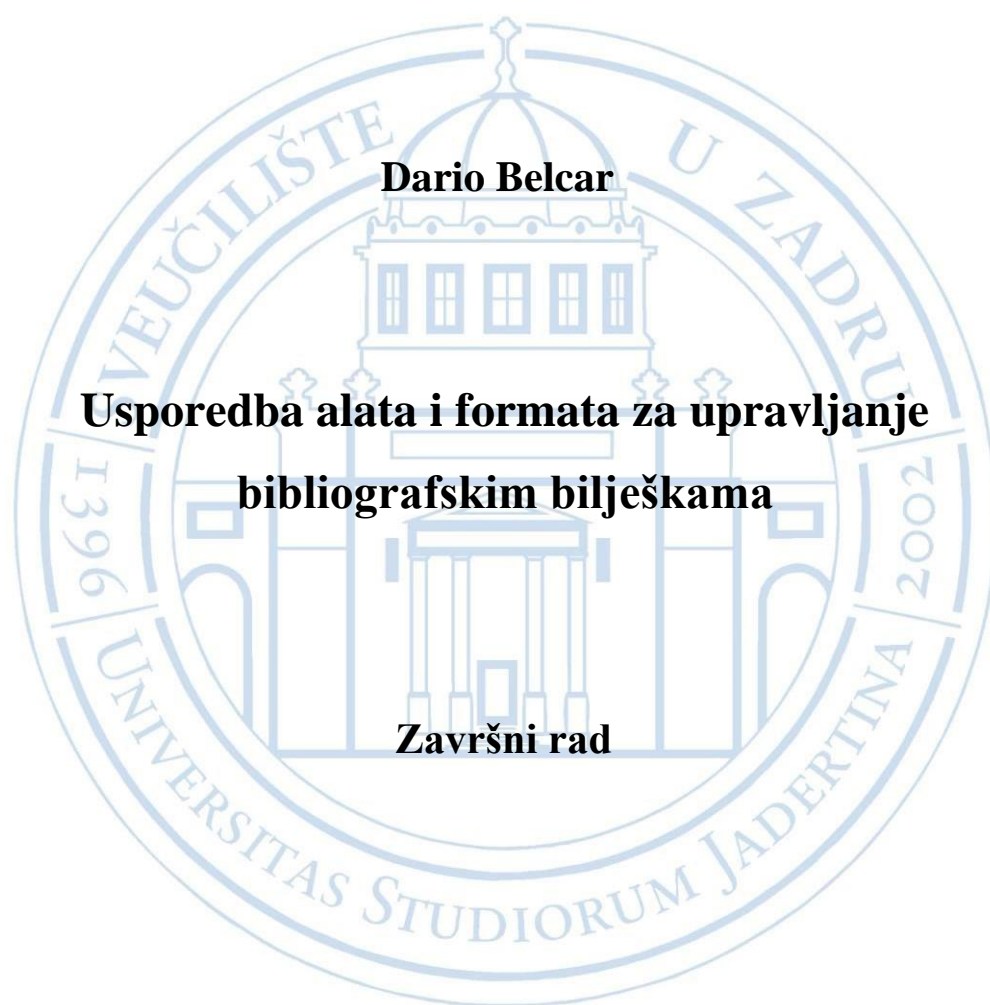 Dario Belcar
Usporedba alata i formata za upravljanje
bibliografskim bilješkama
Završni rad
SVEUČILIŠTE U ZADRU
1396
2002
UNIVERSITAS STUDIORUM JADERTINA